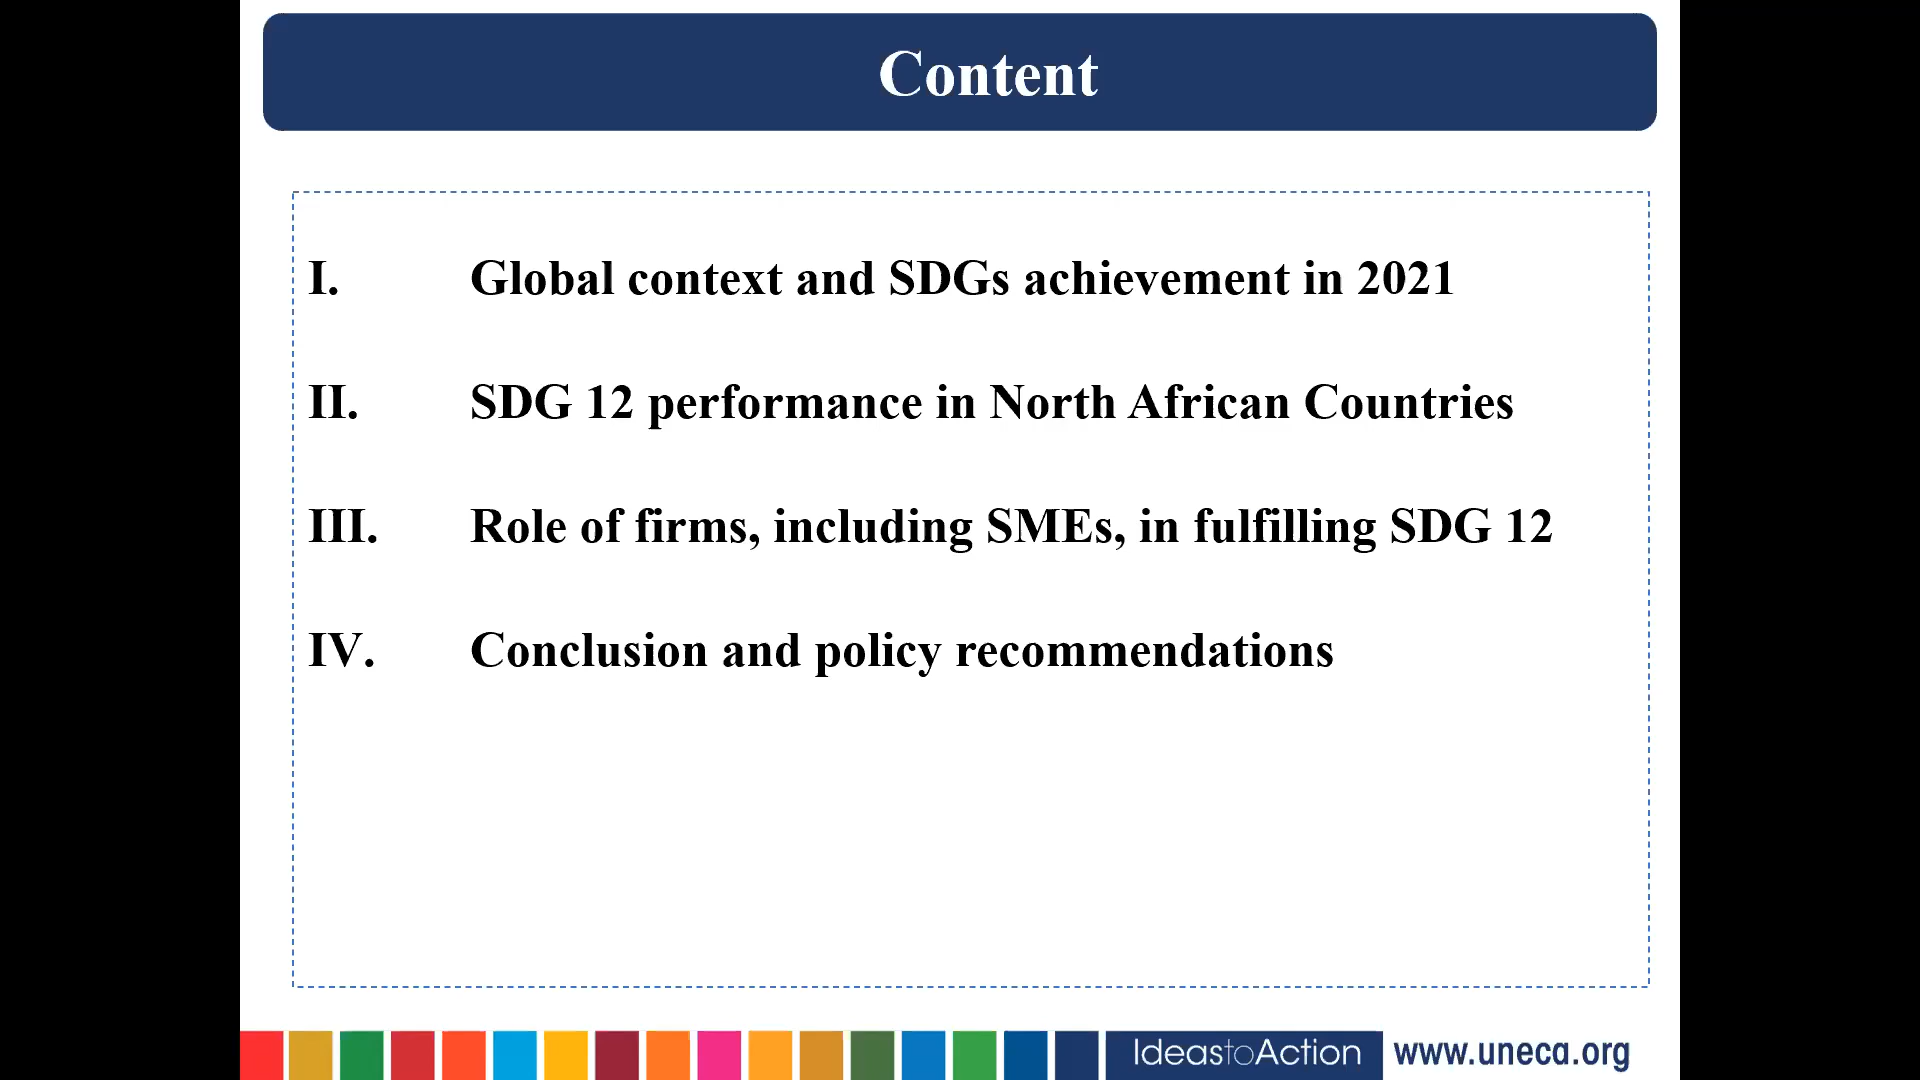 Content
I. Global context and SDGs achievement in 2021
II. SDG 12 performance in North African Countries
III. Role of firms, including SMEs, in fulfilling SDG 12
IV. Conclusion and policy recommendations
IdeastoAction www.uneca.org